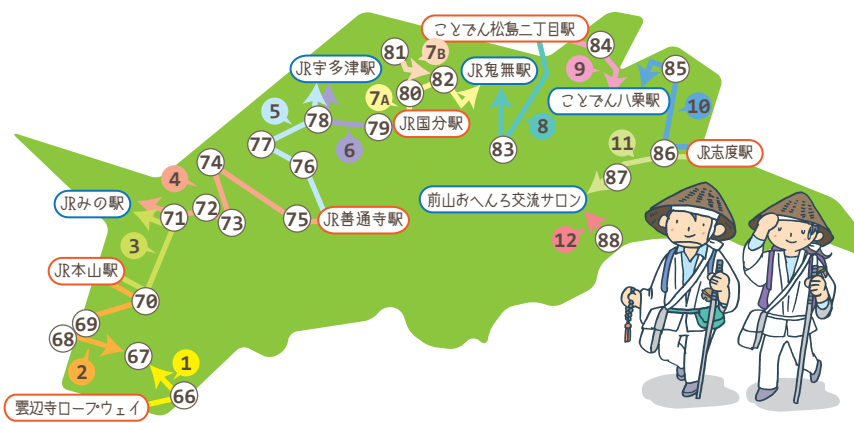 ことでん松島二丁目駅
84
81
7B
9
82
JR鬼無駅
JR宇多津駅
85
7A
80
ことでん八栗駅
10
5
78
79
JR国分駅
8
77
6
83
11
86
JR志度駅
74
76
4
87
JRみの駅
71
72
73
75
JR善通寺駅
前山おへんろ交流サロン
3
12
88
JR本山駅
70
69
68
67
1
2
66
雲辺寺ロープウェイ